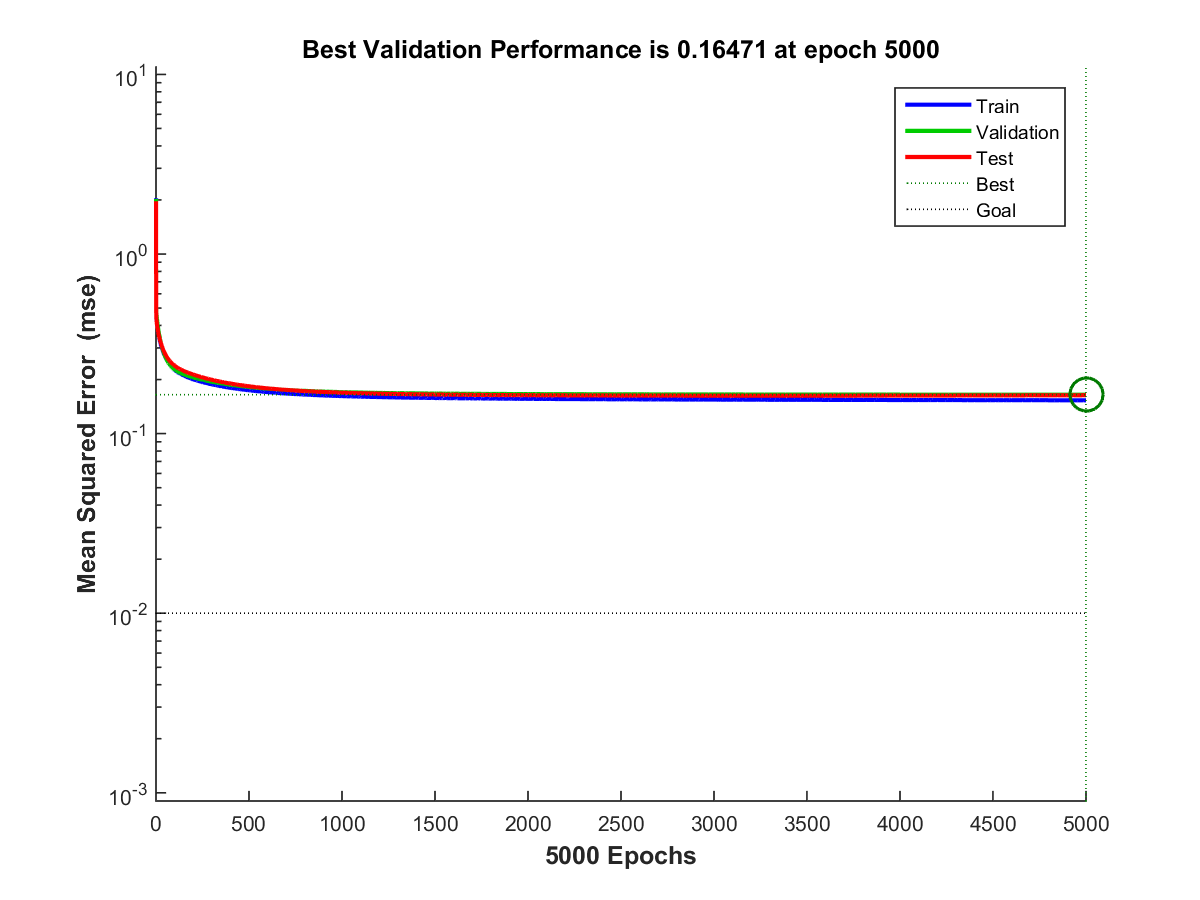 Best Validation Performance is 0.16471 at epoch 5000
10^1
10^0
10^-1
10^-2
10^-3
Mean Squared Error (mse)
Train
Validation
Test
Best
Goal
0 500 1000 1500 2000 2500 3000 3500 4000 4500 5000
5000 Epochs